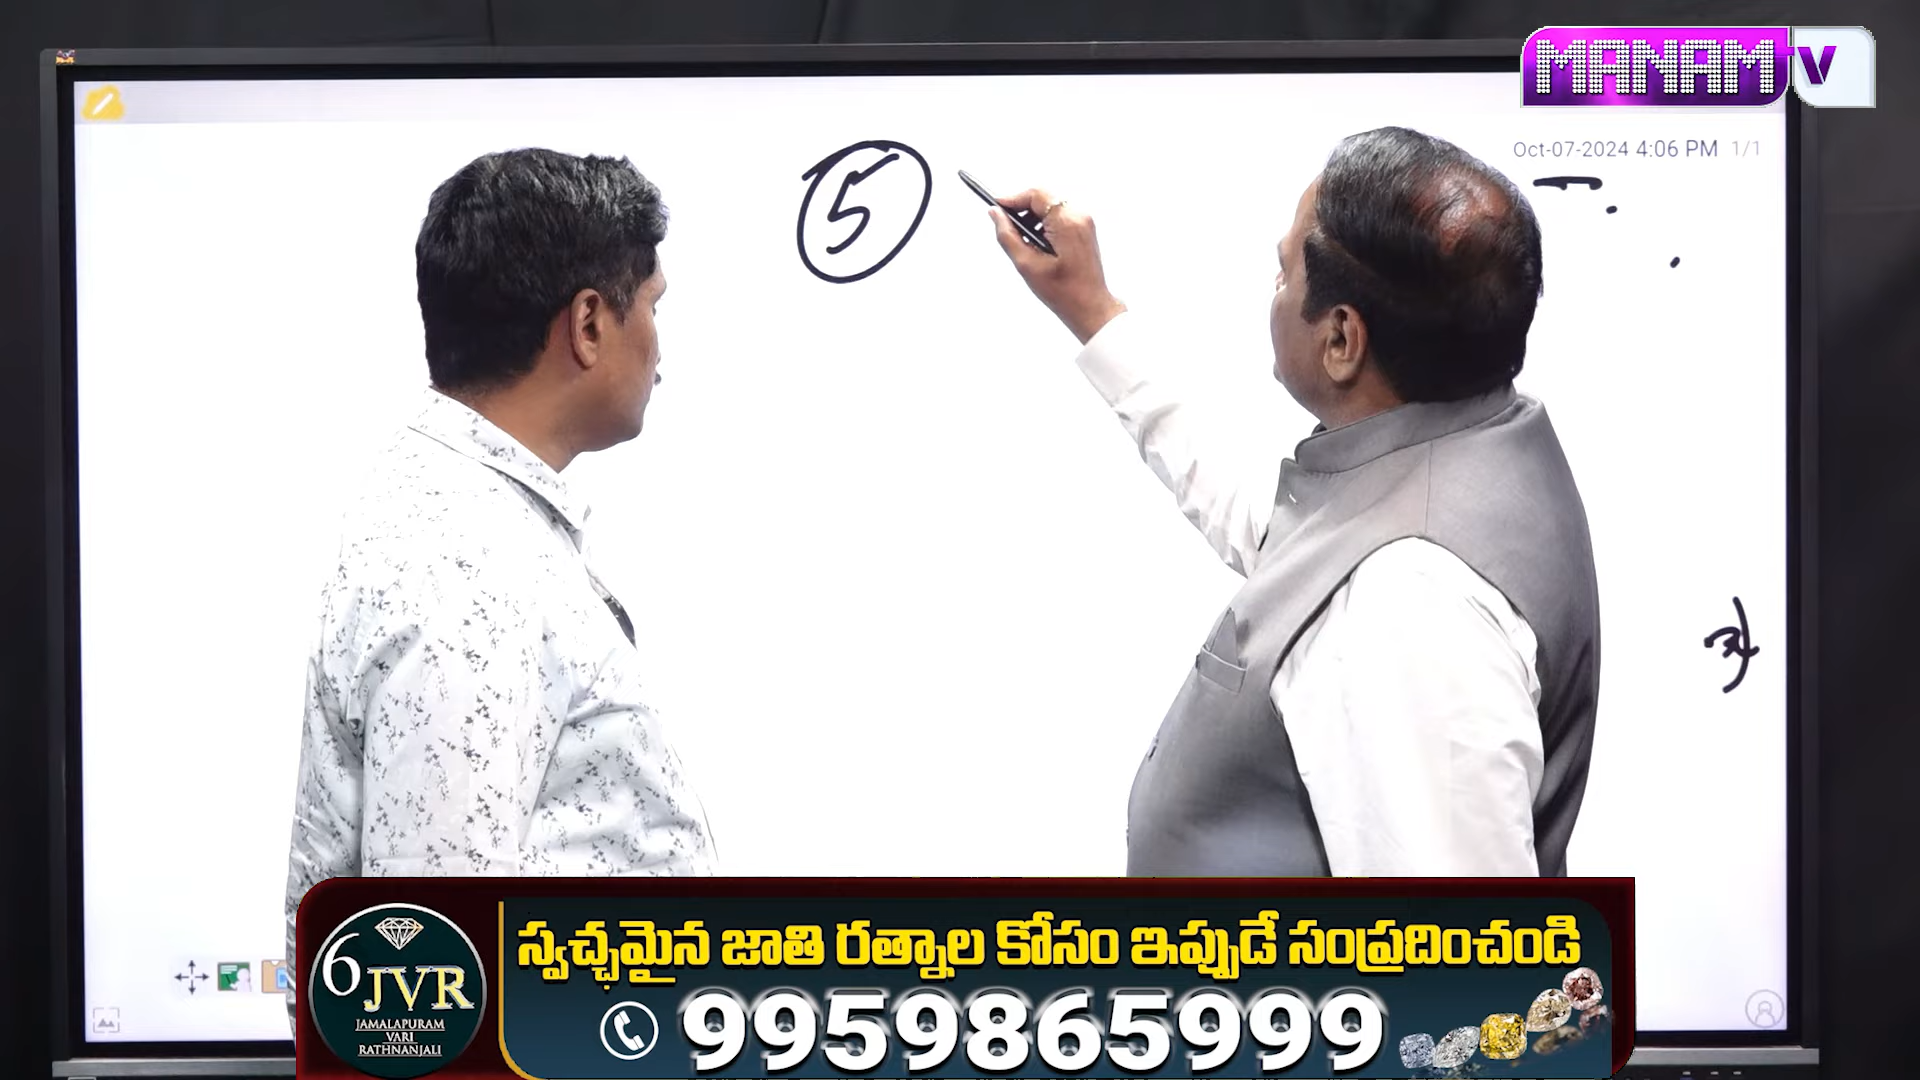 MANAM TV
Oct-07-2024 4:06 PM 1/1
5
స్వచ్ఛమైన జాతి రత్నాల కోసం ఇప్పుడే సంప్రదించండి
9959865999
6 JVR
JAMALAPURAM
VARI
RATHNANJALI